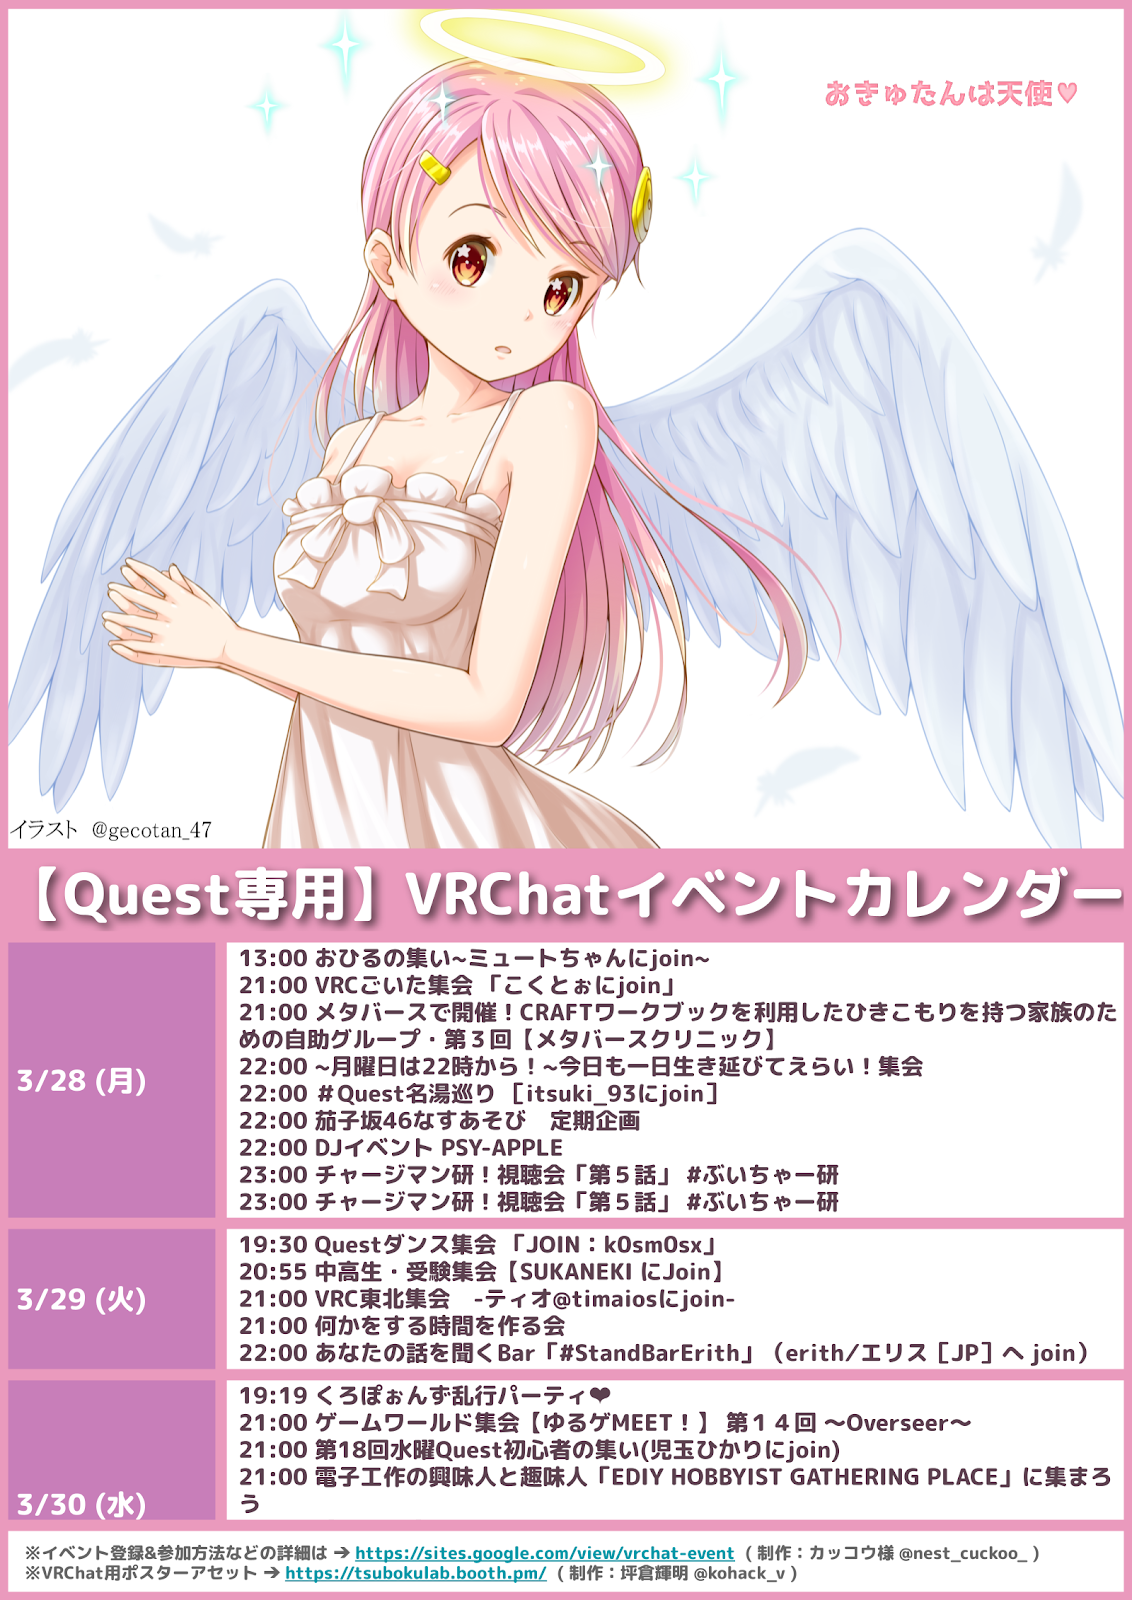 おきゅたんは天使♥
イラスト @gecotan_47
【Quest専用】VRChatイベントカレンダー
3/28 (月)
13:00 おひるの集い~ミュートちゃんにjoin~
21:00 VRCごいた集会 「こくとぉにjoin」
21:00 メタバースで開催！CRAFTワークブックを利用したひきこもりを持つ家族のた
めの自助グループ・第３回【メタバースクリニック】
22:00 ~月曜日は22時から！~今日も一日生き延びてえらい！集会
22:00 ＃Quest名湯巡り ［itsuki_93にjoin］
22:00 茄子坂46なすあそび　定期企画
22:00 DJイベント PSY-APPLE
23:00 チャージマン研！視聴会「第５話」 #ぶいちゃー研
23:00 チャージマン研！視聴会「第５話」 #ぶいちゃー研
3/29 (火)
19:30 Questダンス集会 「JOIN：k0sm0sx」
20:55 中高生・受験集会【SUKANEKI にJoin】
21:00 VRC東北集会　-ティオ@timaiosにjoin-
21:00 何かをする時間を作る会
22:00 あなたの話を聞くBar「#StandBarErith」（erith/エリス［JP］へ join）
3/30 (水)
19:19 くろぽぉんず乱行パーティ❤
21:00 ゲームワールド集会【ゆるゲMEET！】 第１４回 ～Overseer～
21:00 第18回水曜Quest初心者の集い(児玉ひかりにjoin)
21:00 電子工作の興味人と趣味人「EDIY HOBBYIST GATHERING PLACE」に集まろ
う
※イベント登録&参加方法などの詳細は → https://sites.google.com/view/vrchat-event ( 制作：カッコウ様 @nest_cuckoo_ )
※VRChat用ポスターアセット → https://tsubokulab.booth.pm/ ( 制作：坪倉輝明 @kohack_v )